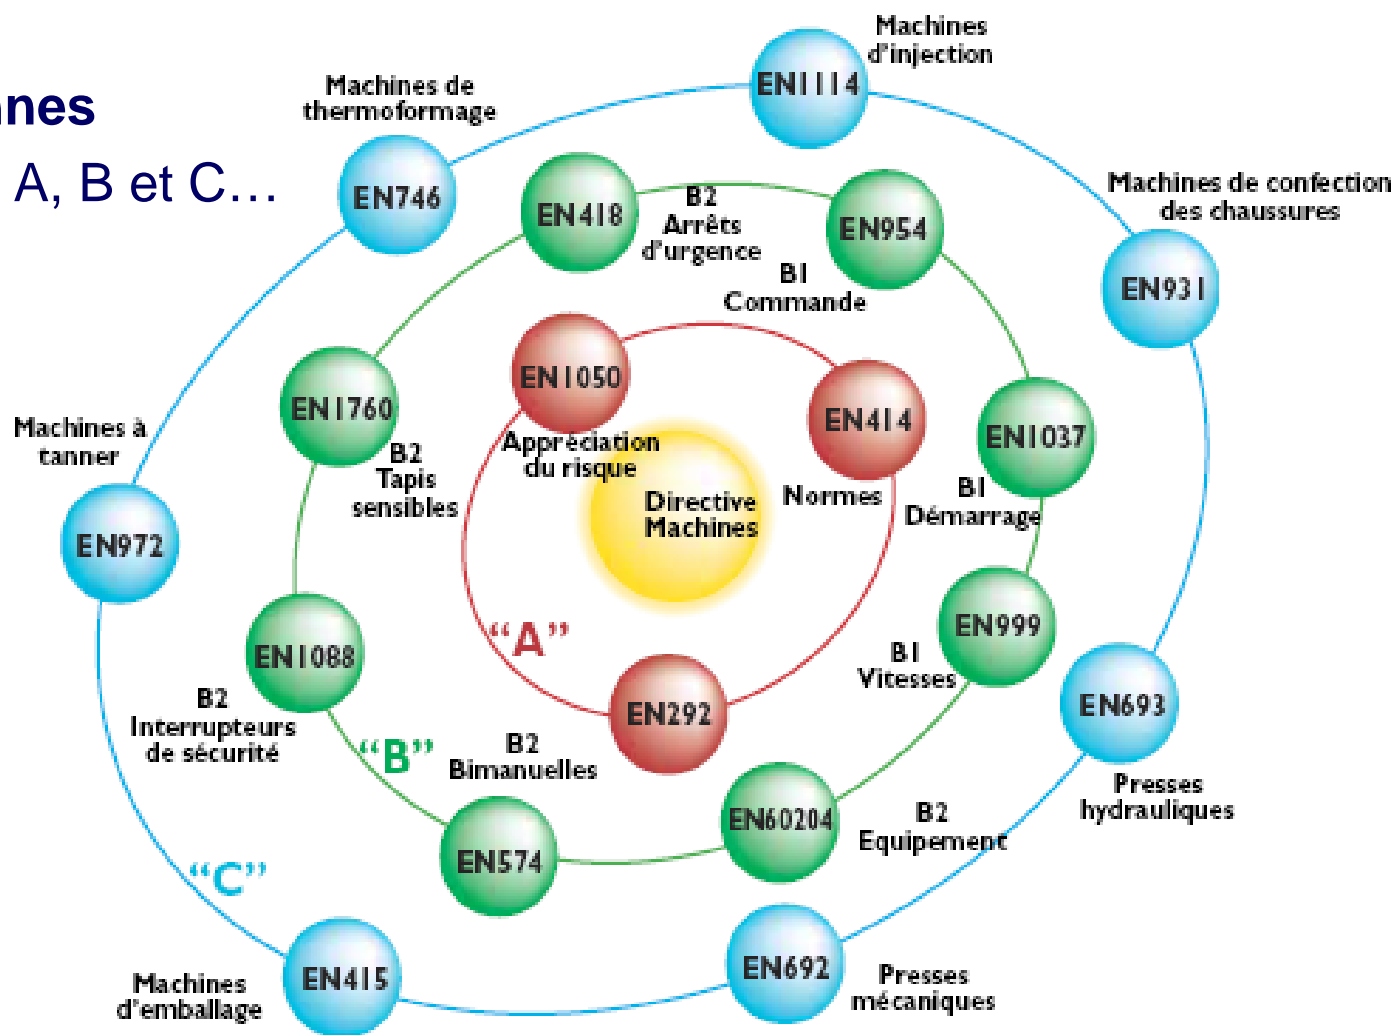 nnes
A, B et C…
Machines
d'injection
EN1114
Machines de
thermoformage
EN746
Machines de confection
des chaussures
EN931
EN418
B2
Arrêts
d'urgence
EN954
B1
Commande
EN1050
Appréciation
du risque
EN414
Normes
EN1760
B2
Tapis
sensibles
EN1037
B1
Démarrage
Machines à
tanner
EN972
Directive
Machines
EN999
B1
Vitesses
"A"
EN292
EN1088
B2
Interrupteurs
de sécurité
"B"
B2
Bimanuelles
EN574
EN60204
B2
Equipement
EN693
Presses
hydrauliques
"C"
EN415
Machines
d'emballage
EN692
Presses
mécaniques